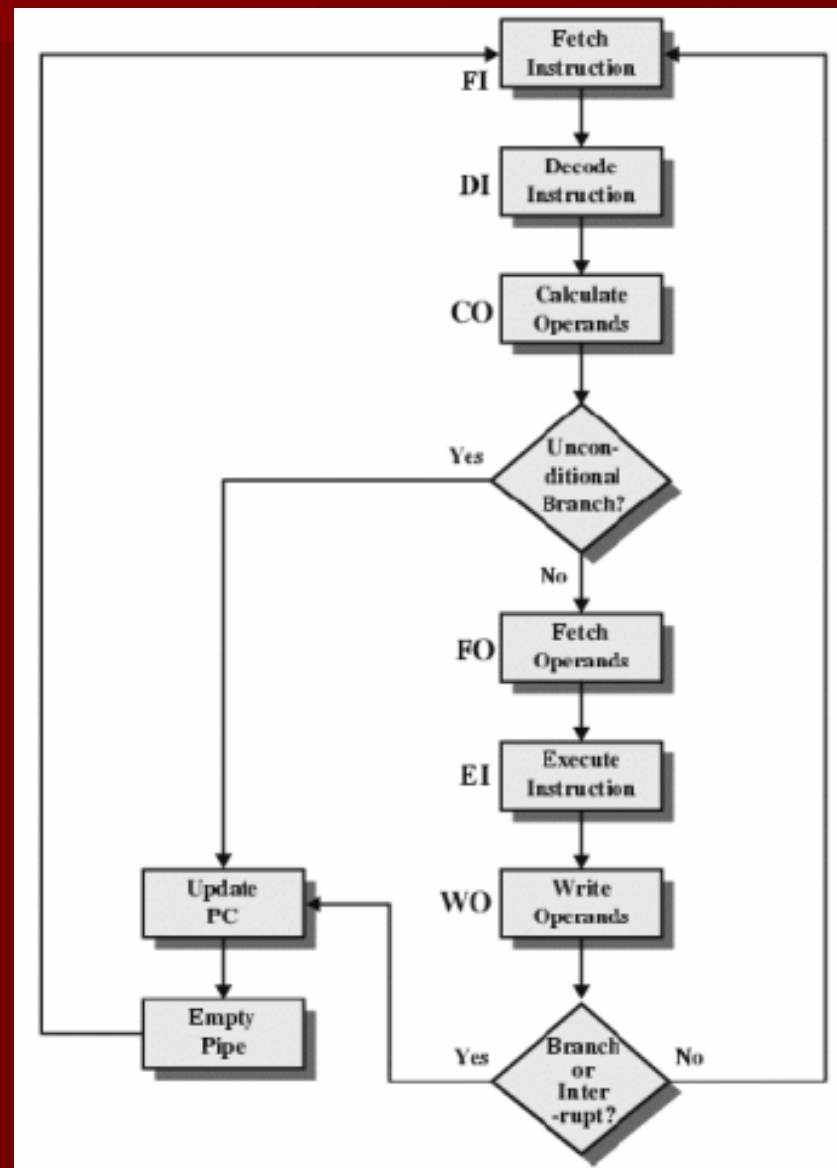 Fetch
Instruction
FI
Decode
Instruction
DI
Calculate
Operands
CO
Uncon-
ditional
Branch?
Yes
No
Fetch
Operands
FO
Execute
Instruction
EI
Update
PC
Write
Operands
WO
Empty
Pipe
Yes
Branch
or
Inter
-rupt?
No